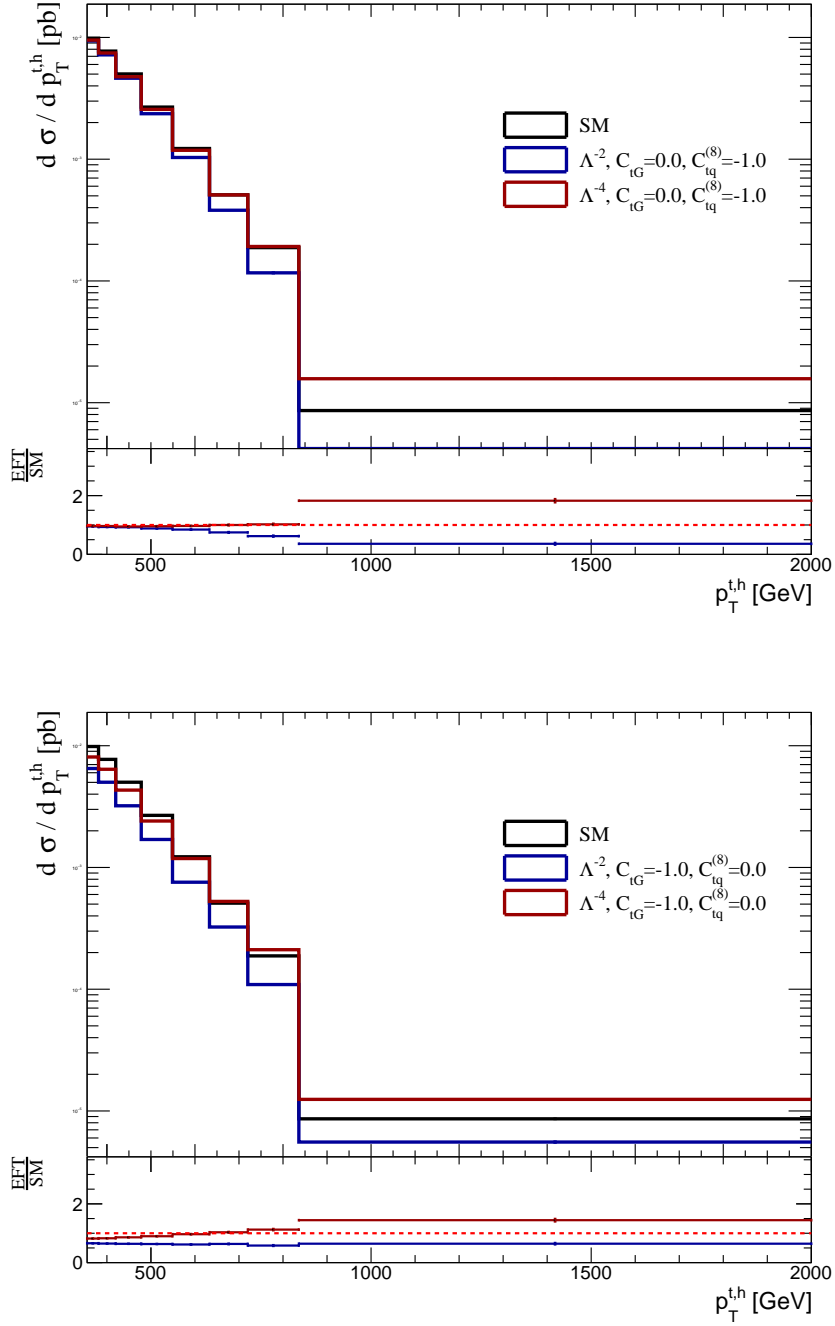 d σ / d p_T^{t,h} [pb]
SM
Λ^{-2}, C_{tG}=0.0, C_{tq}^{(8)}=-1.0
Λ^{-4}, C_{tG}=0.0, C_{tq}^{(8)}=-1.0
EFT
SM
2
0
500 1000 1500 2000
p_T^{t,h} [GeV]
d σ / d p_T^{t,h} [pb]
SM
Λ^{-2}, C_{tG}=-1.0, C_{tq}^{(8)}=0.0
Λ^{-4}, C_{tG}=-1.0, C_{tq}^{(8)}=0.0
EFT
SM
2
0
500 1000 1500 2000
p_T^{t,h} [GeV]